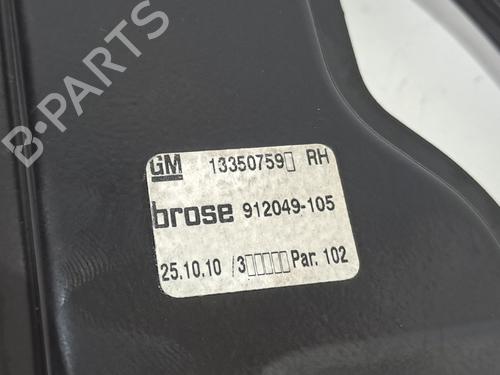 GM 13350759▯ RH
brose 912049-105
25.10.10 /3▯▯▯▯▯ Par. 102
B-PARTS